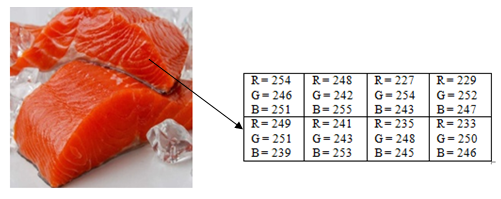 R = 254 R = 248 R = 227 R = 229
G = 246 G = 242 G = 254 G = 252
B = 251 B = 255 B = 243 B = 247
R = 249 R = 241 R = 235 R = 233
G = 251 G = 243 G = 248 G = 250
B = 239 B = 253 B = 245 B = 246